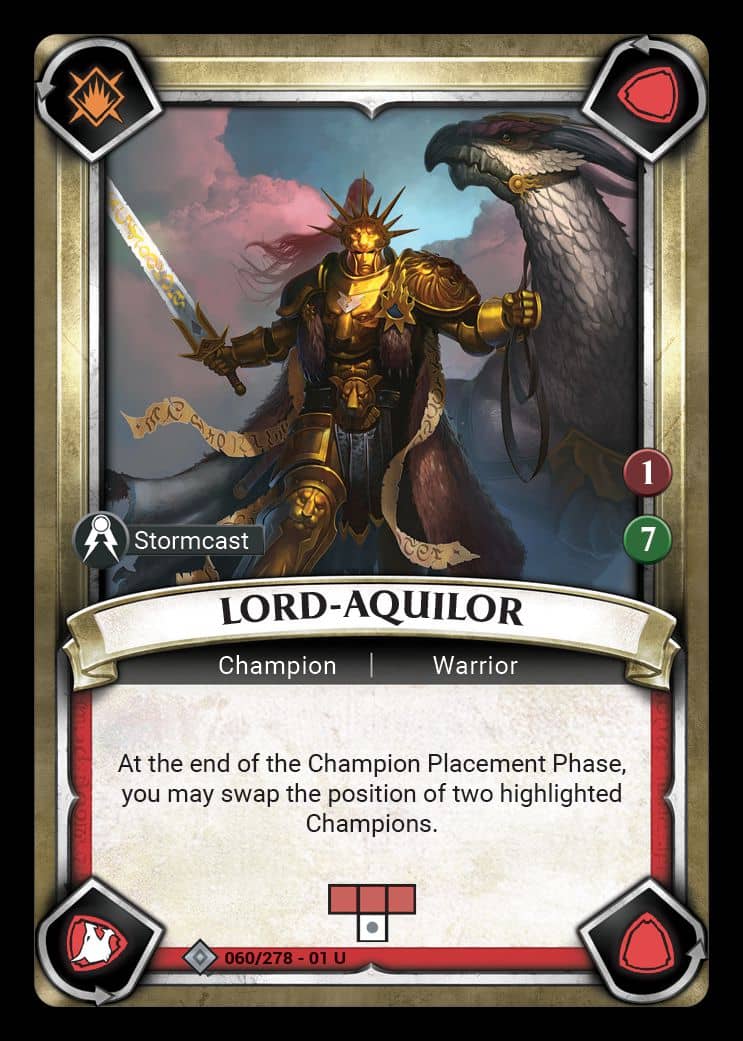 1
Stormcast
7
LORD-AQUILOR
Champion | Warrior
At the end of the Champion Placement Phase,
you may swap the position of two highlighted
Champions.
060/278 - 01 U